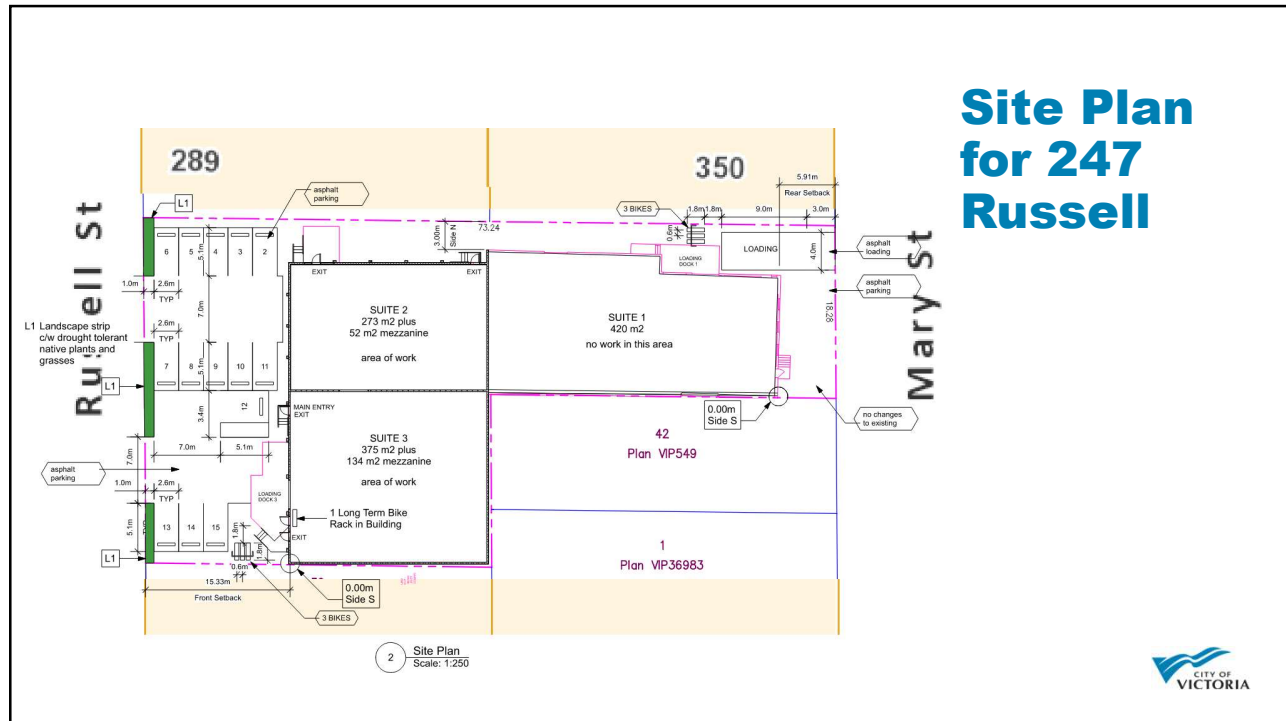 Site Plan
for 247
Russell
289
350
Russell St
Mary St
L1
asphalt
parking
3 BIKES
5.91m
Rear Setback
1.8m
1.8m
9.0m
3.0m
0.6m
3.00m
Side N
73.24
6
5
4
3
2
5.1m
LOADING
4.0m
asphalt
loading
LOADING
DOCK 1
EXIT
EXIT
1.0m
2.6m
TYP
7.0m
asphalt
parking
18.28
SUITE 2
273 m2 plus
52 m2 mezzanine
area of work
SUITE 1
420 m2
no work in this area
L1 Landscape strip
c/w drought tolerant
native plants and
grasses
2.6m
TYP
7
8
9
10
11
5.1m
L1
12
3.4m
MAIN ENTRY
EXIT
0.00m
Side S
no changes
to existing
SUITE 3
375 m2 plus
134 m2 mezzanine
area of work
42
Plan VIP549
7.0m
7.0m
5.1m
asphalt
parking
1.0m
2.6m
TYP
LOADING
DOCK 3
1 Long Term Bike
Rack in Building
5.1m
13
14
15
1.8m
1.8m
EXIT
1
Plan VIP36983
L1
0.6m
15.33m
Front Setback
0.00m
Side S
3 BIKES
2
Site Plan
Scale: 1:250
CITY OF
VICTORIA